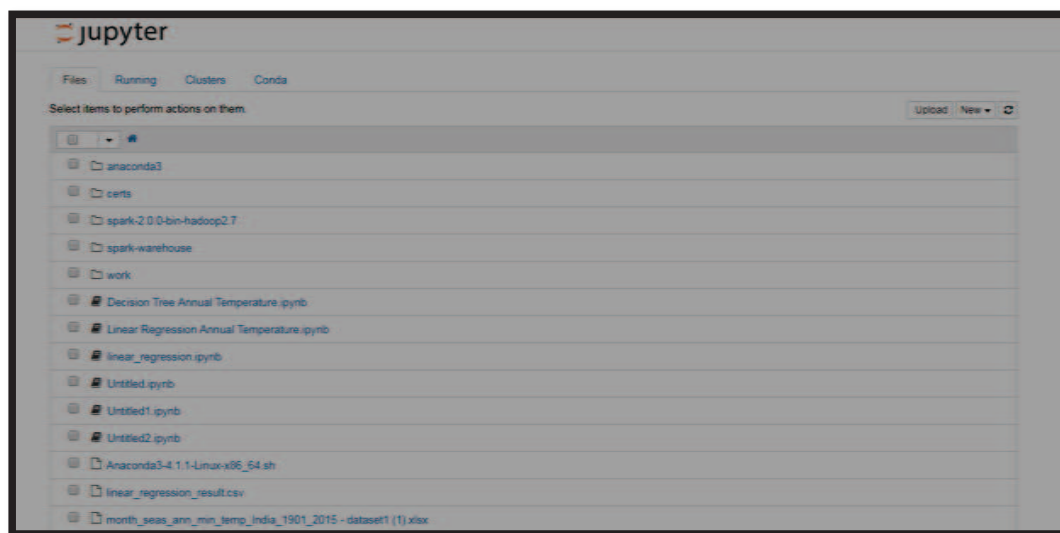 jupyter
Files Running Clusters Conda
Select items to perform actions on them.
Upload New
anaconda3
certs
spark-2.0.0-bin-hadoop2.7
spark-warehouse
work
Decision Tree Annual Temperature.ipynb
Linear Regression Annual Temperature.ipynb
linear_regression.ipynb
Untitled.ipynb
Untitled1.ipynb
Untitled2.ipynb
Anaconda3-4.1.1-Linux-x86_64.sh
linear_regression_result.csv
month_seas_ann_min_temp_India_1901_2015 - dataset1 (1).xlsx